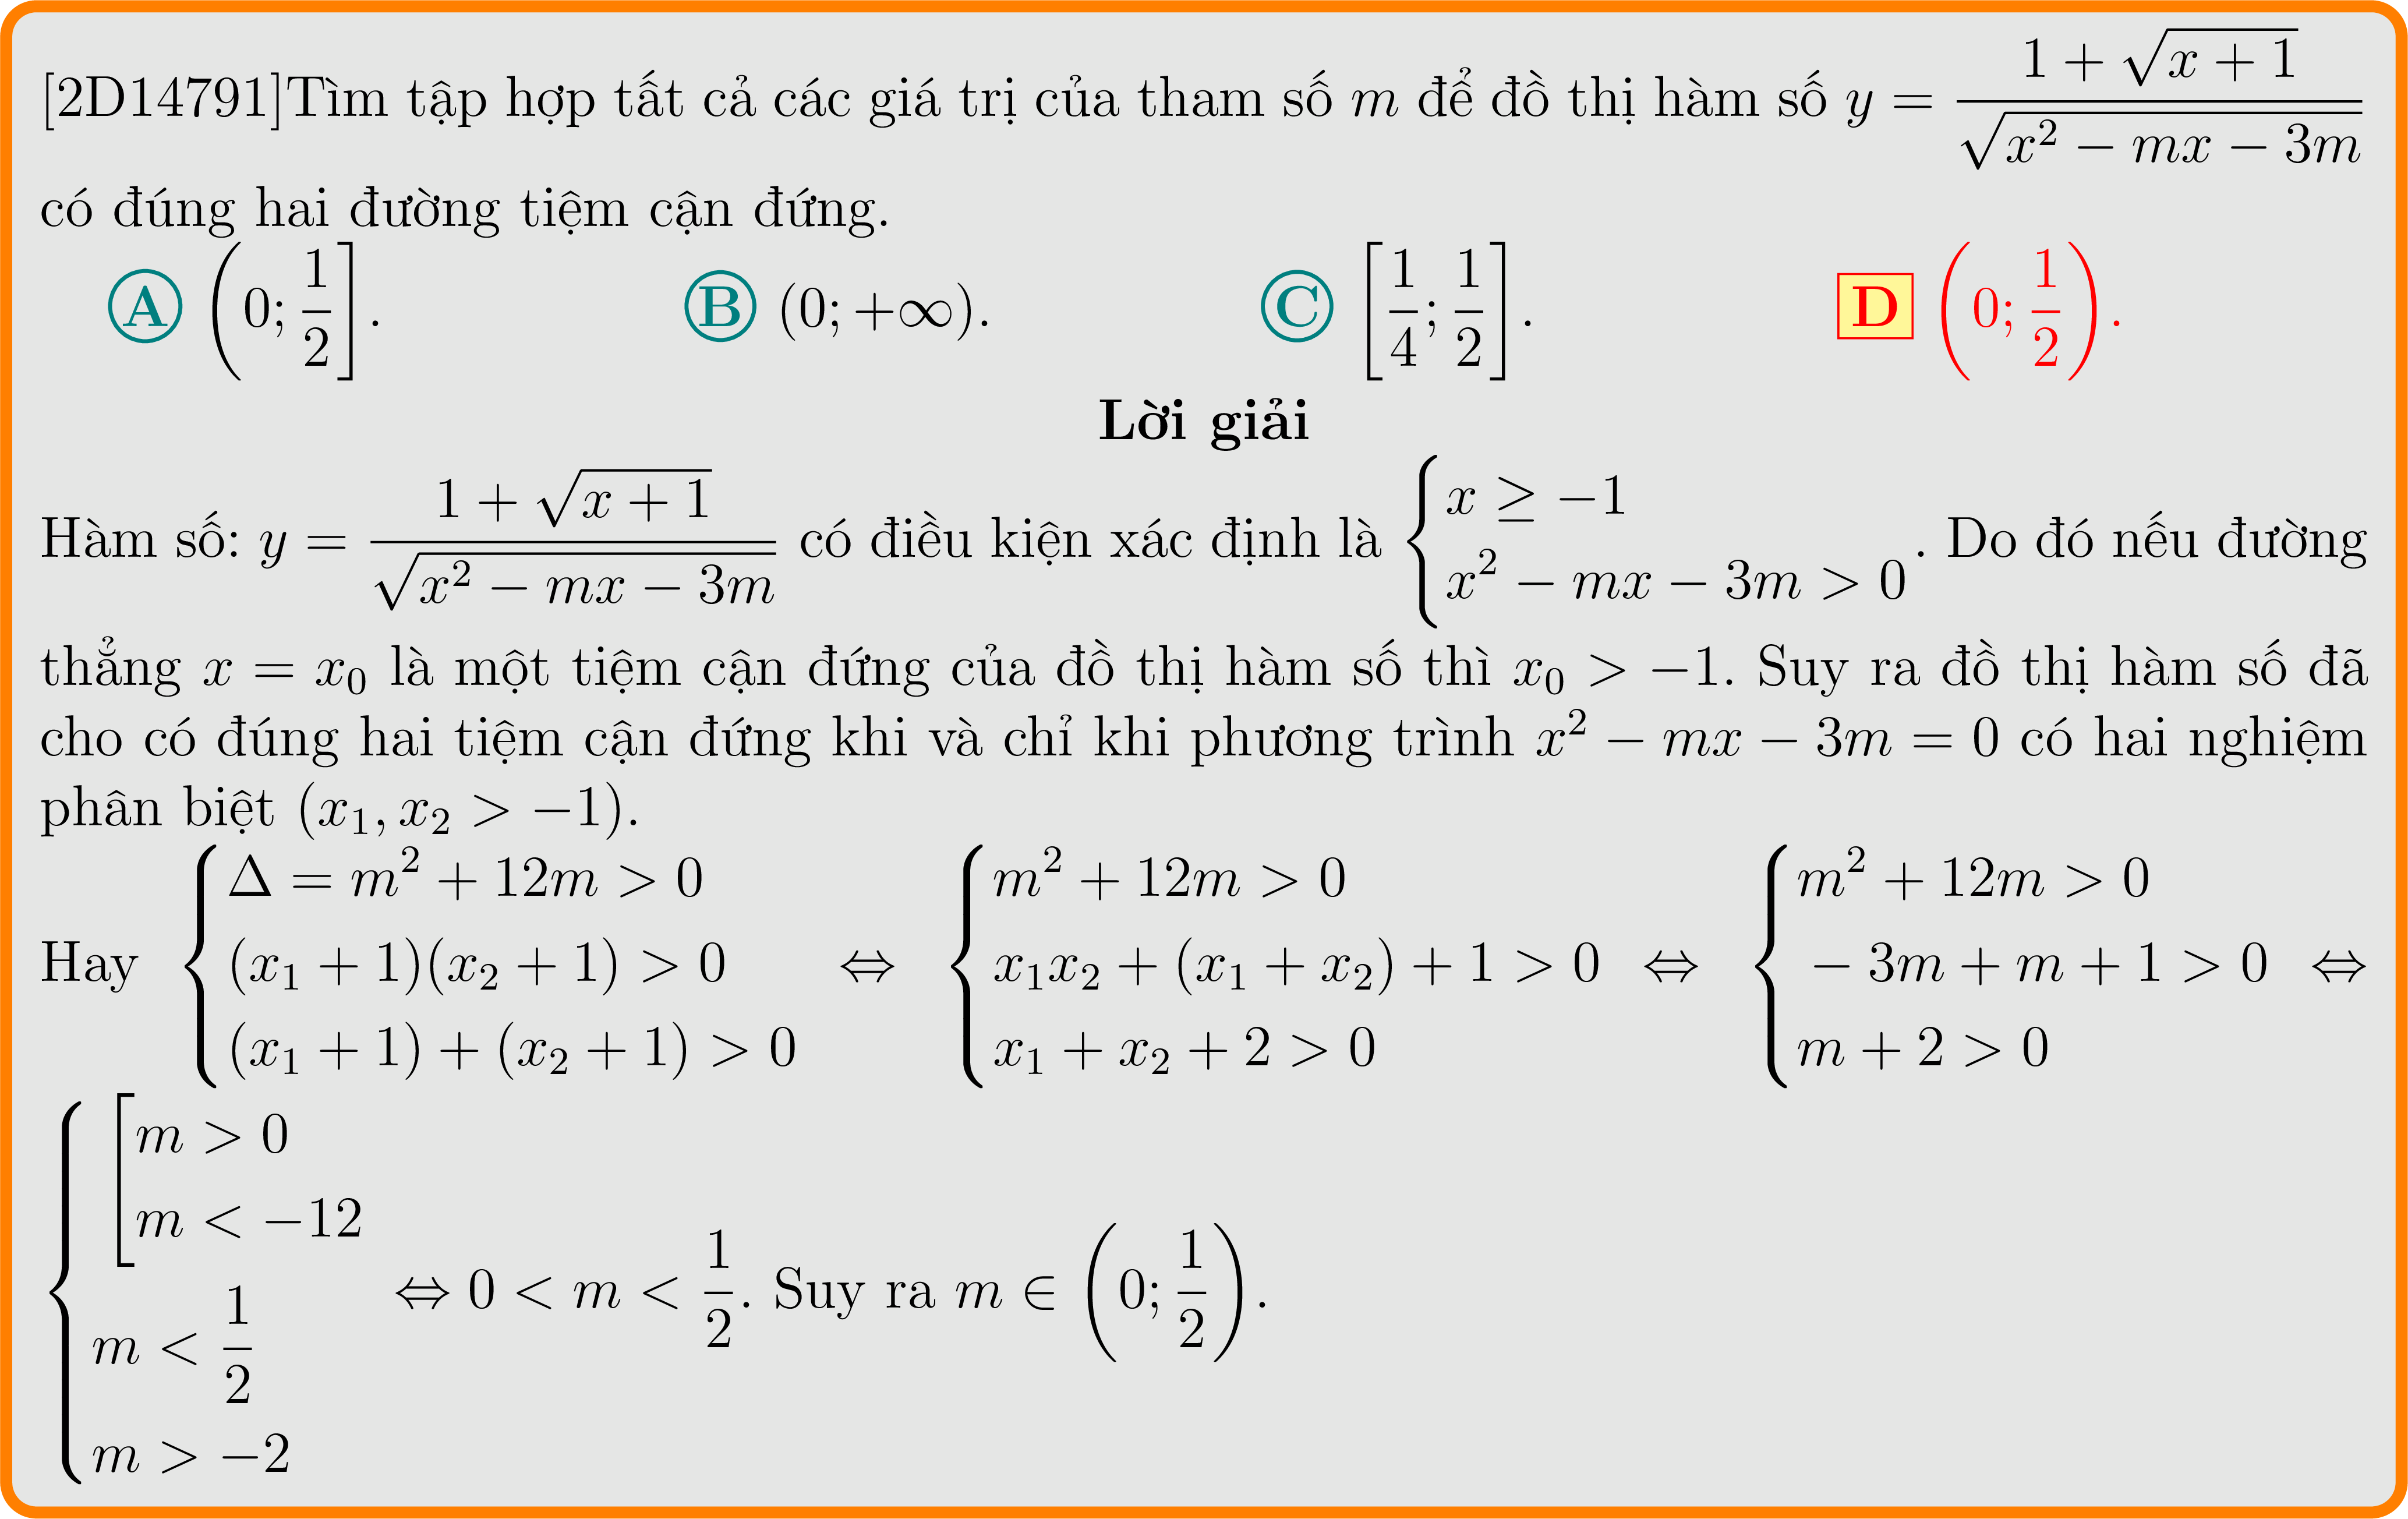 [2D14791]Tìm tập hợp tất cả các giá trị của tham số m để đồ thị hàm số y = \frac{1 + \sqrt{x + 1}}{\sqrt{x^2 − mx − 3m}}
có đúng hai đường tiệm cận đứng.
A \left(0; \frac{1}{2}\right]. B (0; +∞). C \left[\frac{1}{4}; \frac{1}{2}\right]. D \left(0; \frac{1}{2}\right).
Lời giải
Hàm số: y = \frac{1 + \sqrt{x + 1}}{\sqrt{x^2 − mx − 3m}} có điều kiện xác định là \begin{cases} x ≥ −1 \\ x^2 − mx − 3m > 0 \end{cases}. Do đó nếu đường
thẳng x = x_0 là một tiệm cận đứng của đồ thị hàm số thì x_0 > −1. Suy ra đồ thị hàm số đã
cho có đúng hai tiệm cận đứng khi và chỉ khi phương trình x^2 − mx − 3m = 0 có hai nghiệm
phân biệt (x_1, x_2 > −1).
Hay \begin{cases} Δ = m^2 + 12m > 0 \\ (x_1 + 1)(x_2 + 1) > 0 \\ (x_1 + 1) + (x_2 + 1) > 0 \end{cases} ⇔ \begin{cases} m^2 + 12m > 0 \\ x_1x_2 + (x_1 + x_2) + 1 > 0 \\ x_1 + x_2 + 2 > 0 \end{cases} ⇔ \begin{cases} m^2 + 12m > 0 \\ − 3m + m + 1 > 0 \\ m + 2 > 0 \end{cases} ⇔
\begin{cases} \left[\begin{array}{l} m > 0 \\ m < −12 \end{array}\right. \\ m < \frac{1}{2} \\ m > −2 \end{cases} ⇔ 0 < m < \frac{1}{2}. Suy ra m ∈ \left(0; \frac{1}{2}\right).